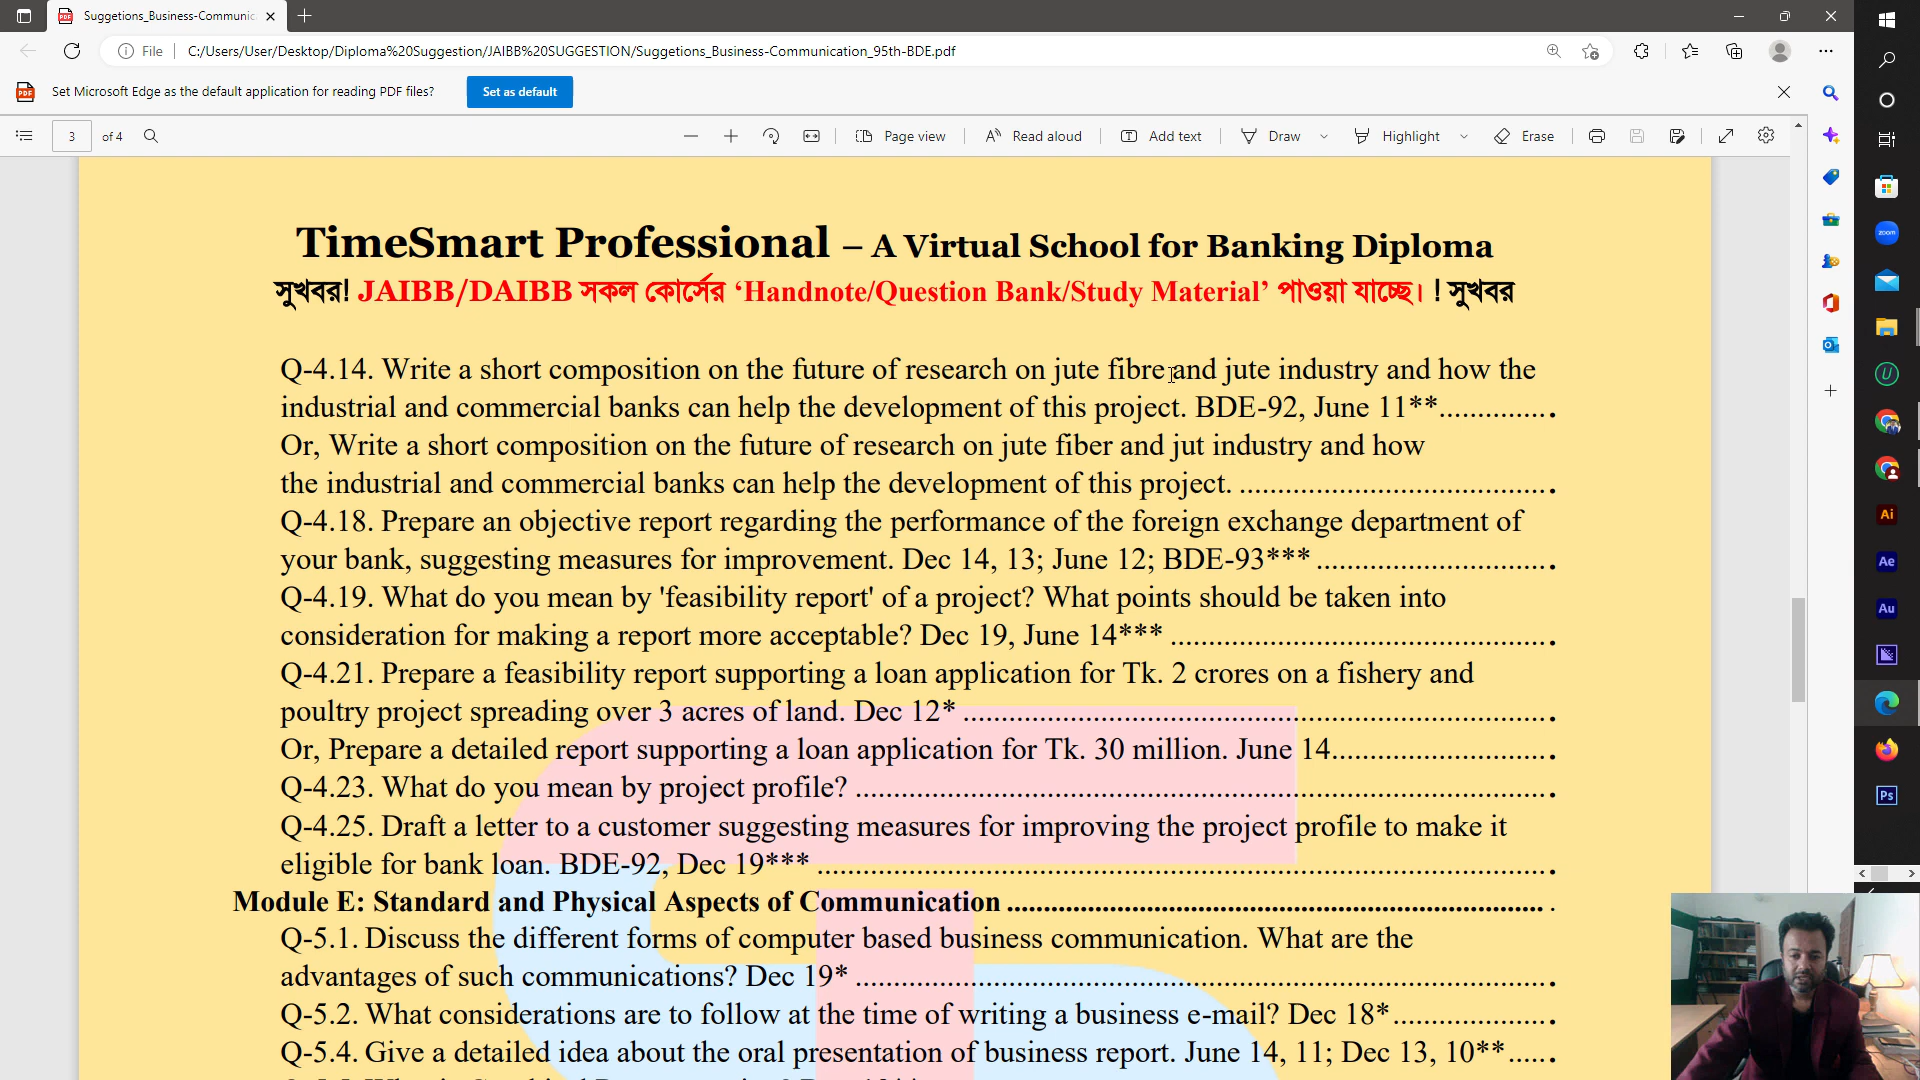 Suggetions_Business-Communic
File
C:/Users/User/Desktop/Diploma%20Suggestion/JAIBB%20SUGGESTION/Suggetions_Business-Communication_95th-BDE.pdf
Set Microsoft Edge as the default application for reading PDF files?
Set as default
3 of 4
Page view
Read aloud
Add text
Draw
Highlight
Erase
TimeSmart Professional – A Virtual School for Banking Diploma
সুখবর! JAIBB/DAIBB সকল কোর্সের ‘Handnote/Question Bank/Study Material’ পাওয়া যাচ্ছে। ! সুখবর
Q-4.14. Write a short composition on the future of research on jute fibre and jute industry and how the
industrial and commercial banks can help the development of this project. BDE-92, June 11**...............
Or, Write a short composition on the future of research on jute fiber and jut industry and how
the industrial and commercial banks can help the development of this project. .........................................
Q-4.18. Prepare an objective report regarding the performance of the foreign exchange department of
your bank, suggesting measures for improvement. Dec 14, 13; June 12; BDE-93*** ...............................
Q-4.19. What do you mean by 'feasibility report' of a project? What points should be taken into
consideration for making a report more acceptable? Dec 19, June 14*** ..................................................
Q-4.21. Prepare a feasibility report supporting a loan application for Tk. 2 crores on a fishery and
poultry project spreading over 3 acres of land. Dec 12* ..............................................................................
Or, Prepare a detailed report supporting a loan application for Tk. 30 million. June 14.............................
Q-4.23. What do you mean by project profile? ...........................................................................................
Q-4.25. Draft a letter to a customer suggesting measures for improving the project profile to make it
eligible for bank loan. BDE-92, Dec 19*** ................................................................................................
Module E: Standard and Physical Aspects of Communication ........................................................................ .
Q-5.1. Discuss the different forms of computer based business communication. What are the
advantages of such communications? Dec 19* ...........................................................................................
Q-5.2. What considerations are to follow at the time of writing a business e-mail? Dec 18*.....................
Q-5.4. Give a detailed idea about the oral presentation of business report. June 14, 11; Dec 13, 10**......
zoom
Ai
Ae
Au
Ps